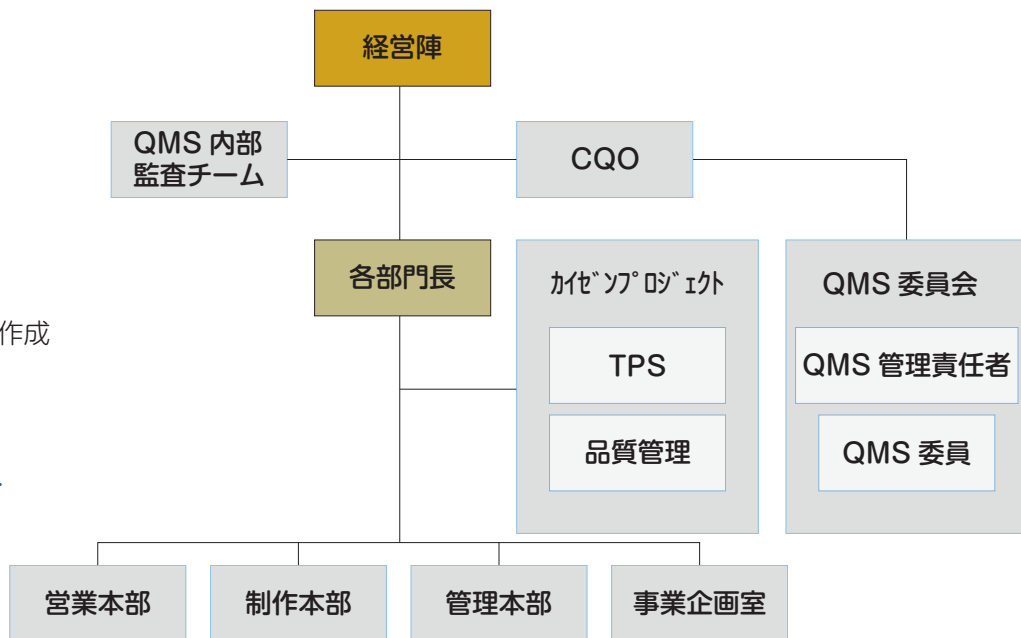 経営陣
QMS 内部
監査チーム
CQO
各部門長
ｶｲｾﾞﾝﾌﾟﾛｼﾞｪｸﾄ
QMS 委員会
作成
TPS
QMS 管理責任者
品質管理
QMS 委員
営業本部
制作本部
管理本部
事業企画室